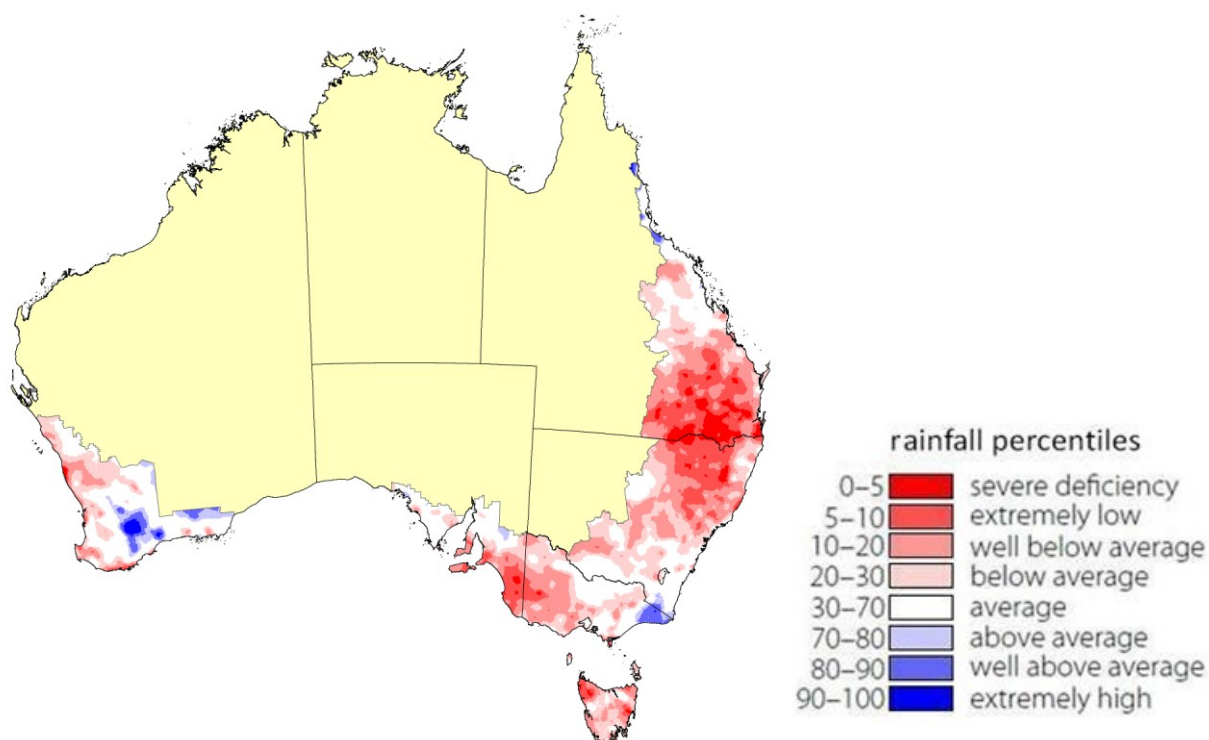 rainfall percentiles
0–5 severe deficiency
5–10 extremely low
10–20 well below average
20–30 below average
30–70 average
70–80 above average
80–90 well above average
90–100 extremely high